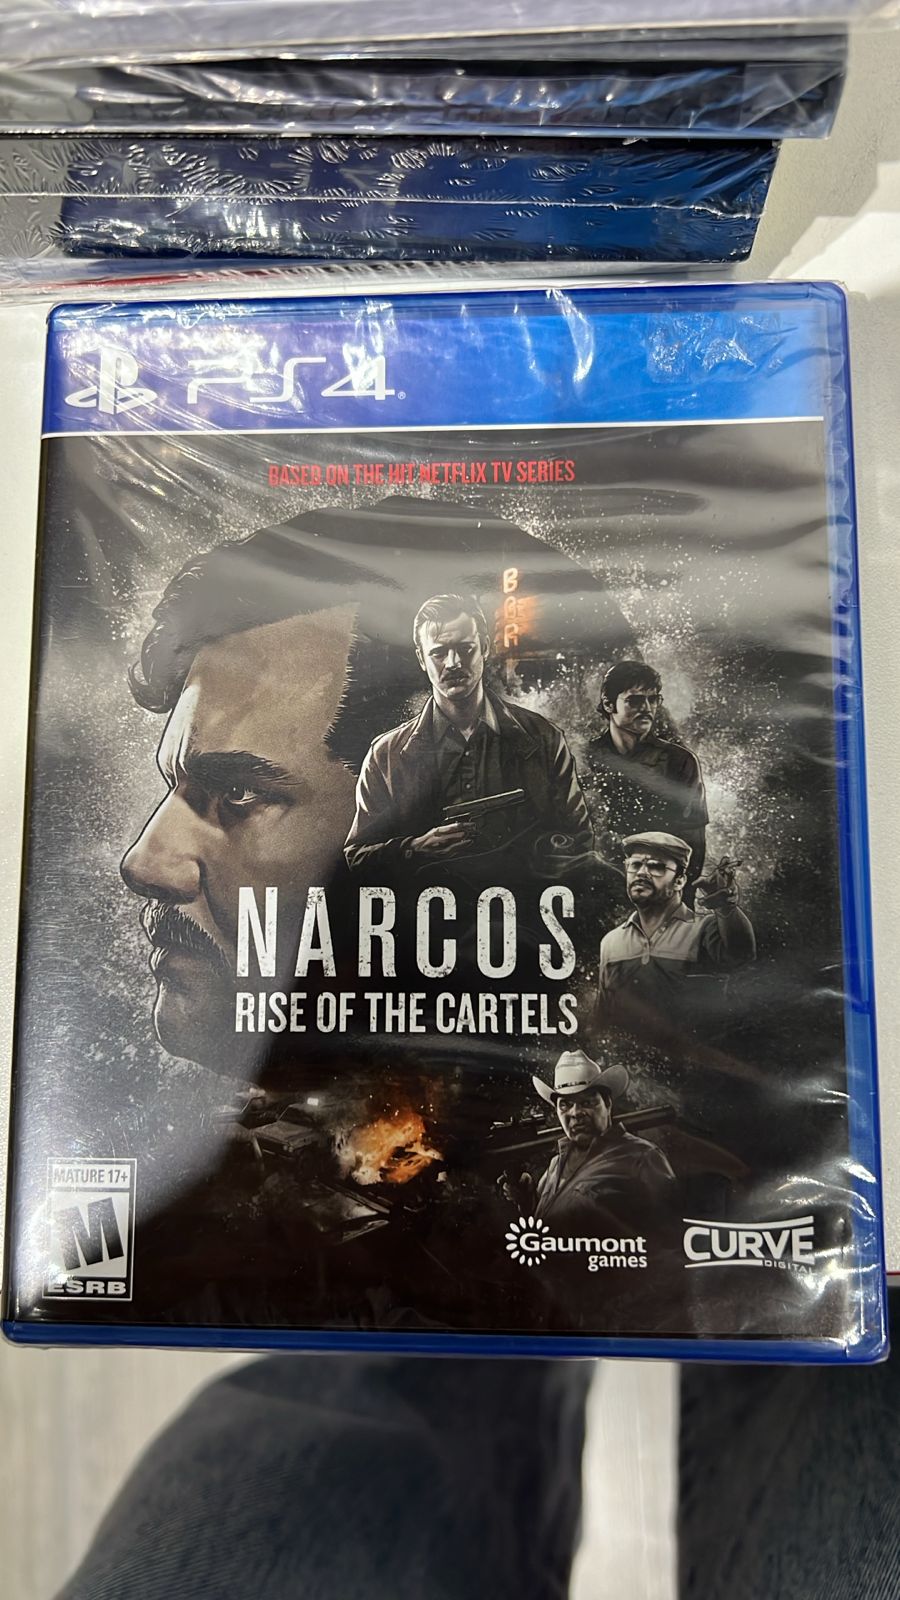 PS4
BASED ON THE HIT NETFLIX TV SERIES
BAR
NARCOS
RISE OF THE CARTELS
MATURE 17+
M
ESRB
Gaumont
games
CURVE
DIGITAL